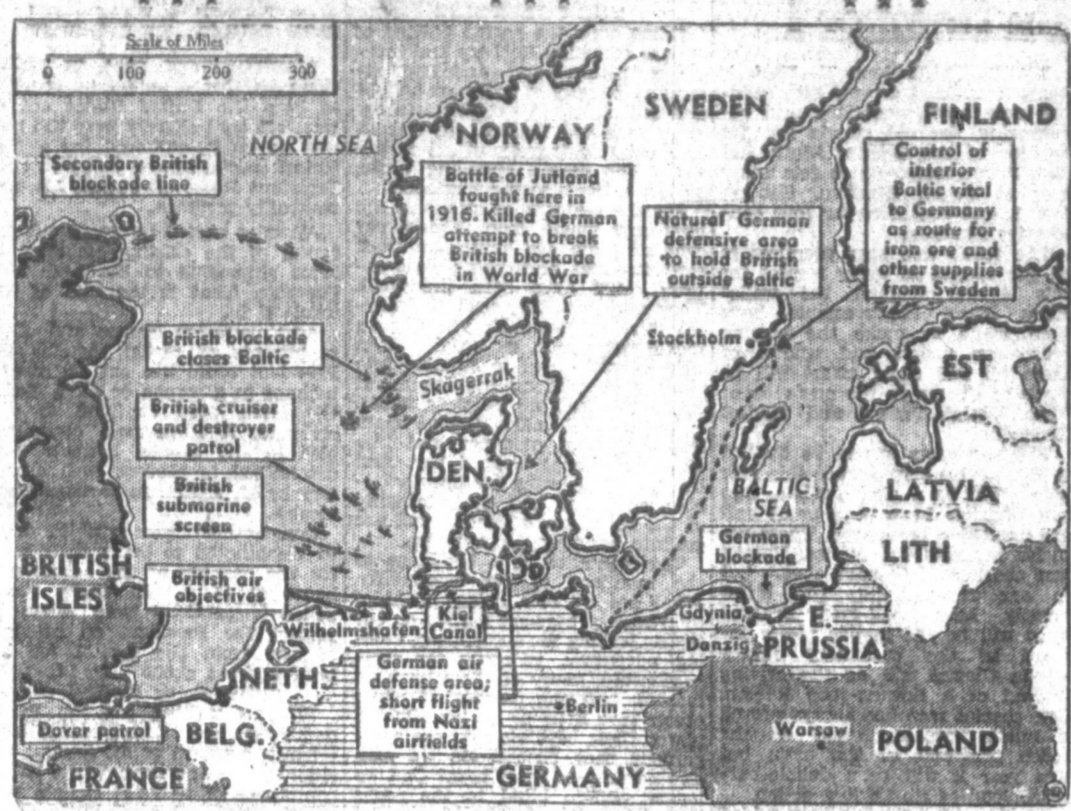 Scale of Miles
0 100 200 300
NORTH SEA
NORWAY
SWEDEN
FINLAND
Secondary British
blockade line
Battle of Jutland
fought here in
1916. Killed German
attempt to break
British blockade
in World War
Natural German
defensive area
to hold British
outside Baltic
Control of
interior
Baltic vital
to Germany
as route for
iron ore and
other supplies
from Sweden
British blockade
closes Baltic
Skagerrak
Stockholm
EST
British cruiser
and destroyer
patrol
DEN.
British
submarine
screen
BALTIC
SEA
LATVIA
LITH
German
blockade
BRITISH
ISLES
British air
objectives
Wilhelmshafen
Kiel
Canal
Gdynia
Danzig
E.
PRUSSIA
NETH.
German air
defense area;
short flight
from Nazi
airfields
Berlin
Dover patrol
BELG.
Warsaw
POLAND
FRANCE
GERMANY